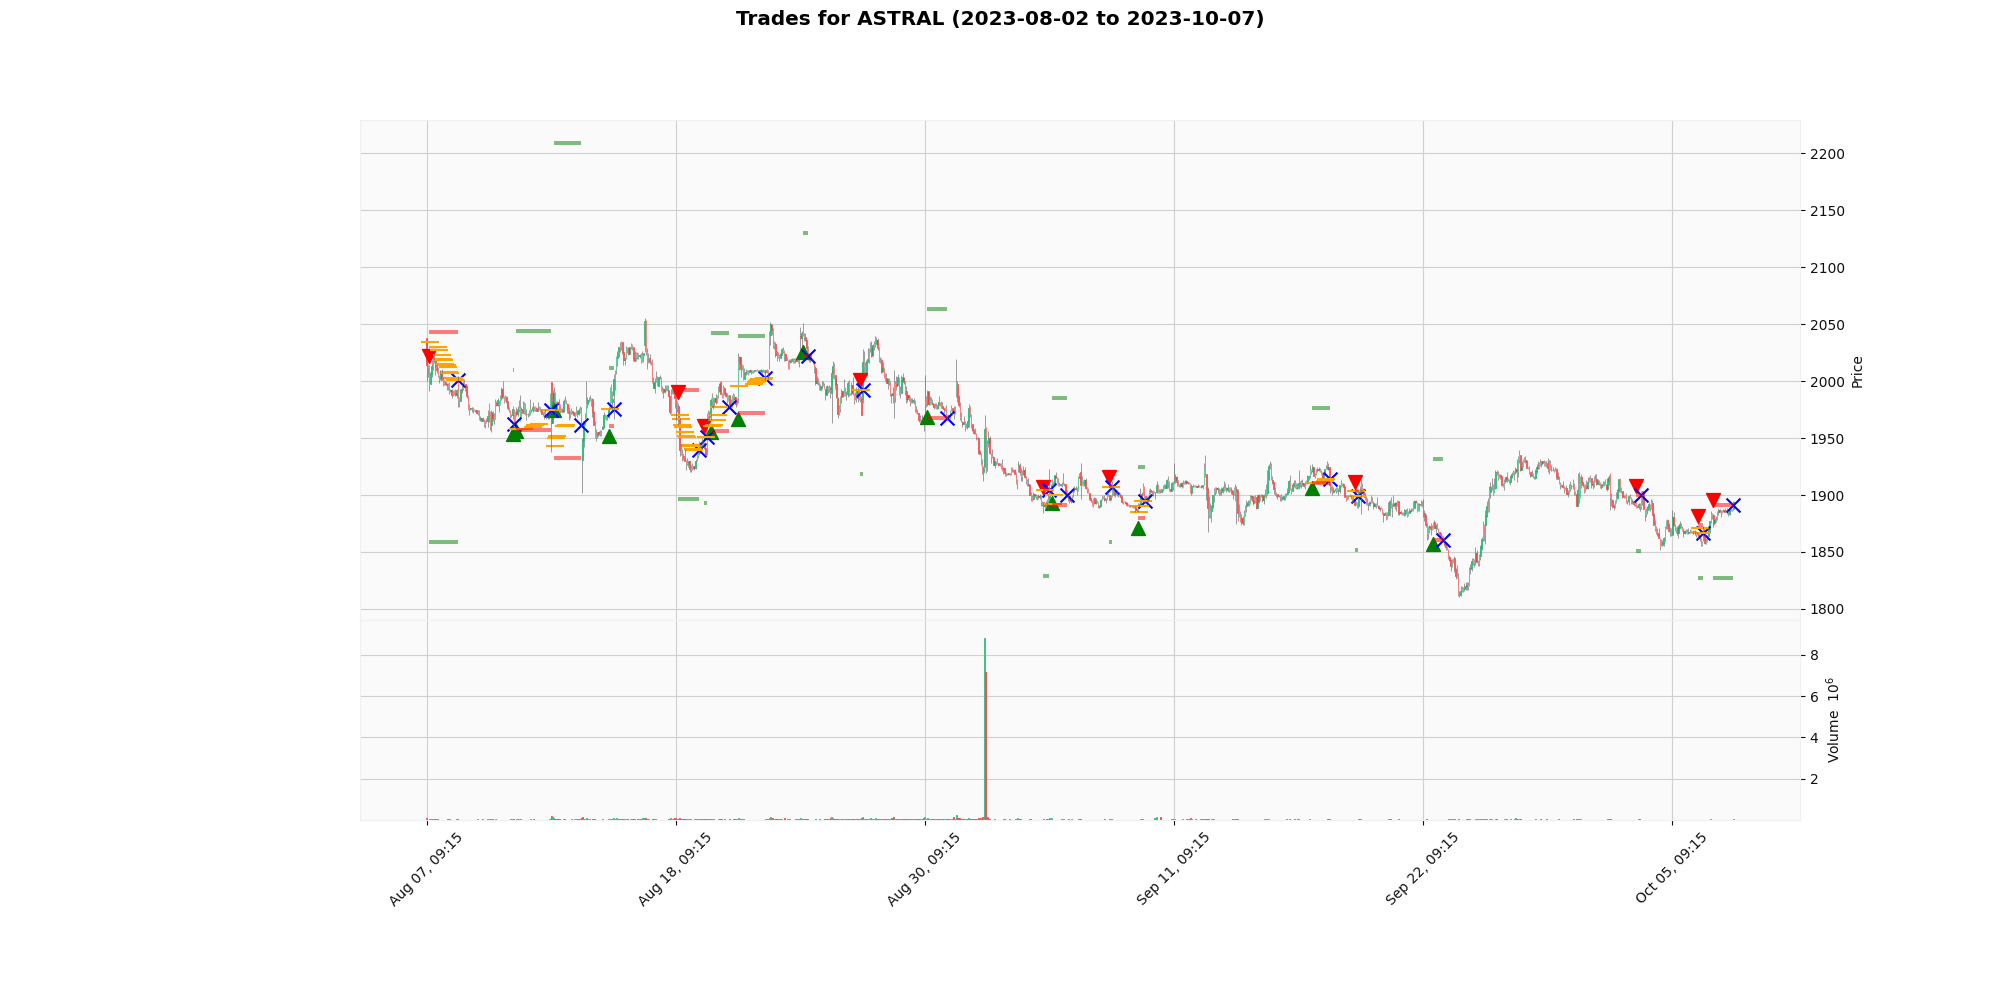 Trades for ASTRAL (2023-08-02 to 2023-10-07)
2200
2150
2100
2050
2000
1950
1900
1850
1800
Price
8
6
4
2
Volume 10^6
Aug 07, 09:15
Aug 18, 09:15
Aug 30, 09:15
Sep 11, 09:15
Sep 22, 09:15
Oct 05, 09:15